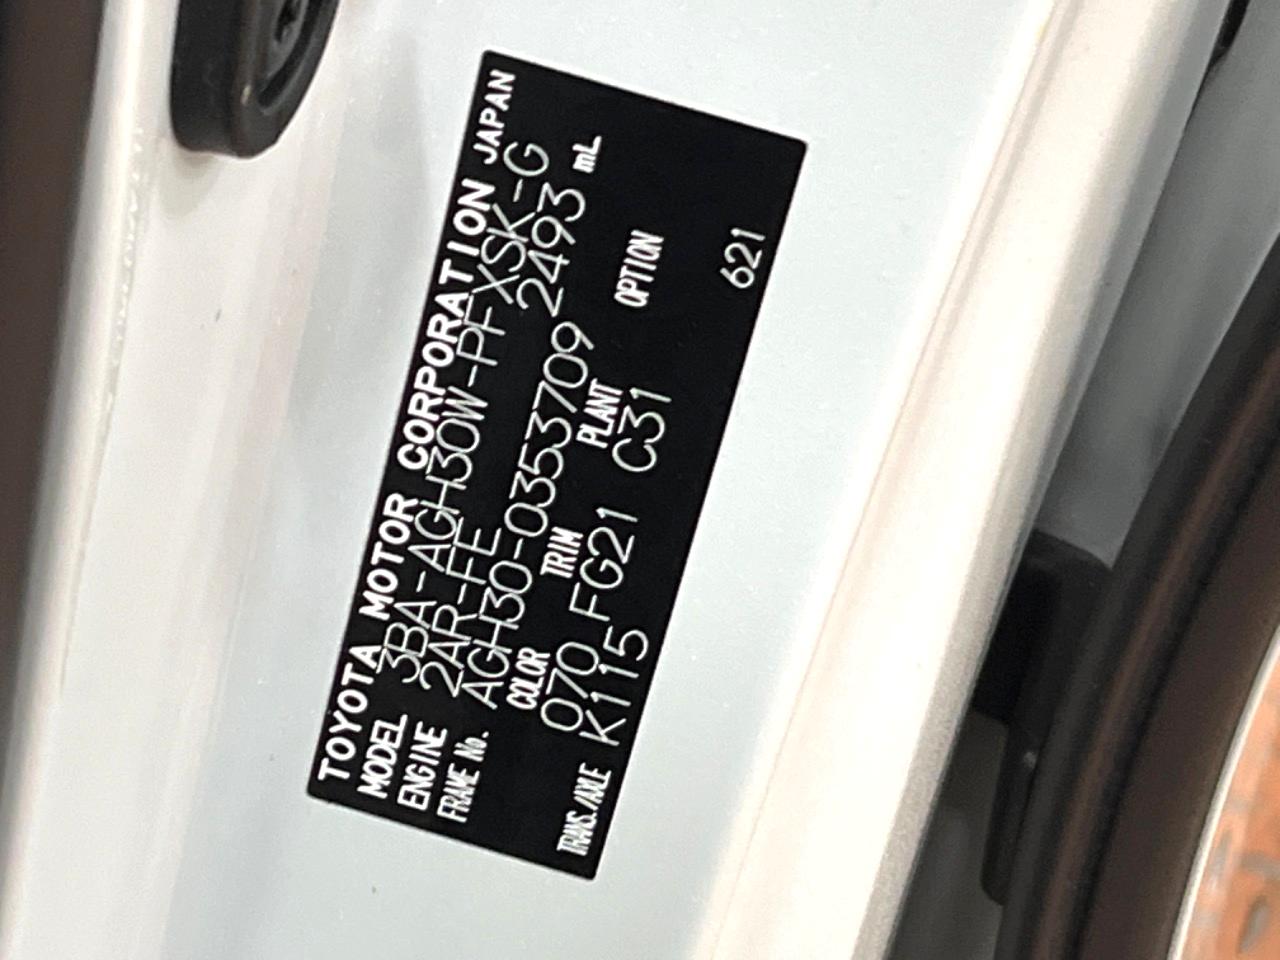 TOYOTA MOTOR CORPORATION JAPAN
MODEL 3BA-AGH30W-PFXSK-G
ENGINE 2AR-FE 2493 mL
FRAME No. AGH30-0353709
COLOR TRIM PLANT OPTION
070 FG21 C31
TRANS./AXLE K115 621